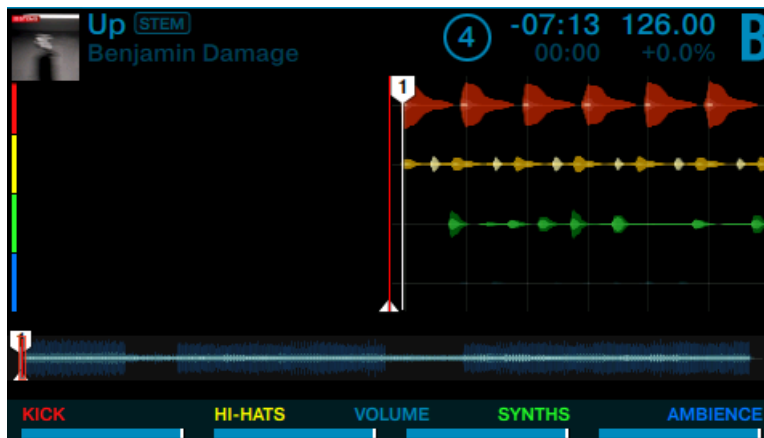 Up STEM 4 -07:13 126.00 B
Benjamin Damage 00:00 +0.0%
1
1
KICK HI-HATS VOLUME SYNTHS AMBIENCE